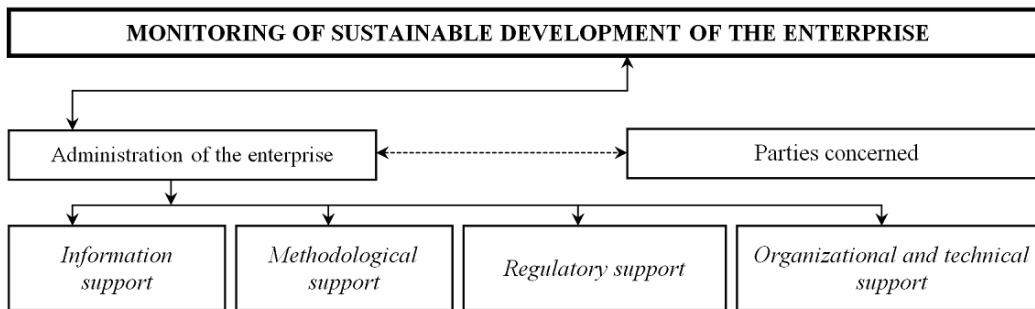 MONITORING OF SUSTAINABLE DEVELOPMENT OF THE ENTERPRISE
Administration of the enterprise
Parties concerned
Information
support
Methodological
support
Regulatory support
Organizational and technical
support